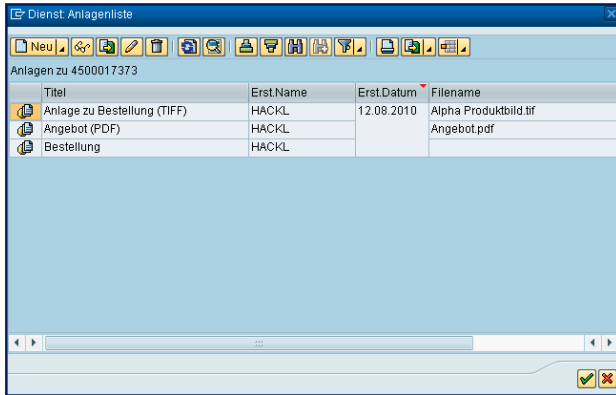 Dienst: Anlagenliste
Neu
Anlagen zu 4500017373
Titel Erst.Name Erst.Datum Filename
Anlage zu Bestellung (TIFF) HACKL 12.08.2010 Alpha Produktbild.tif
Angebot (PDF) HACKL Angebot.pdf
Bestellung HACKL